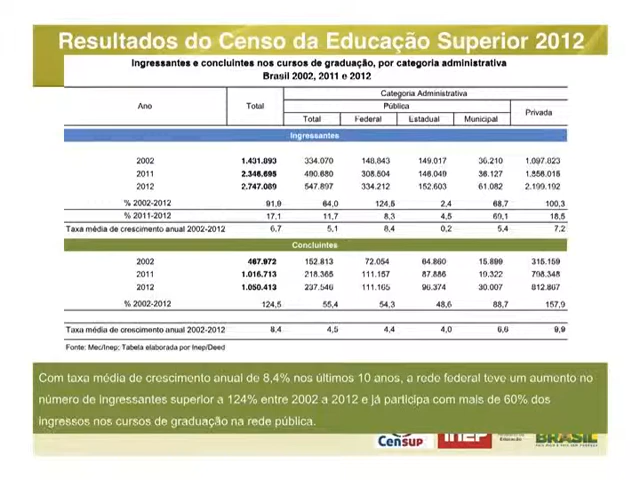 Resultados do Censo da Educação Superior 2012
Ingressantes e concluintes nos cursos de graduação, por categoria administrativa
Brasil 2002, 2011 e 2012
Ano Total Categoria Administrativa
Pública Privada
Total Federal Estadual Municipal
Ingressantes
2002 1.431.893 334.070 148.843 149.017 36.210 1.097.823
2011 2.346.695 490.680 308.504 146.049 36.127 1.856.015
2012 2.747.089 547.897 334.212 152.603 61.082 2.199.192
% 2002-2012 91,9 64,0 124,5 2,4 68,7 100,3
% 2011-2012 17,1 11,7 8,3 4,5 69,1 18,5
Taxa média de crescimento anual 2002-2012 6,7 5,1 8,4 0,2 5,4 7,2
Concluintes
2002 467.972 152.813 72.054 64.860 15.899 315.159
2011 1.016.713 218.365 111.157 87.886 19.322 798.348
2012 1.050.413 237.546 111.165 96.374 30.007 812.867
% 2002-2012 124,5 55,4 54,3 48,6 88,7 157,9
Taxa média de crescimento anual 2002-2012 8,4 4,5 4,4 4,0 6,6 9,9
Fonte: Mec/Inep; Tabela elaborada por Inep/Deed
Com taxa média de crescimento anual de 8,4% nos últimos 10 anos, a rede federal teve um aumento no
número de ingressantes superior a 124% entre 2002 a 2012 e já participa com mais de 60% dos
ingressos nos cursos de graduação na rede pública.
Censup INEP Educação BRASIL